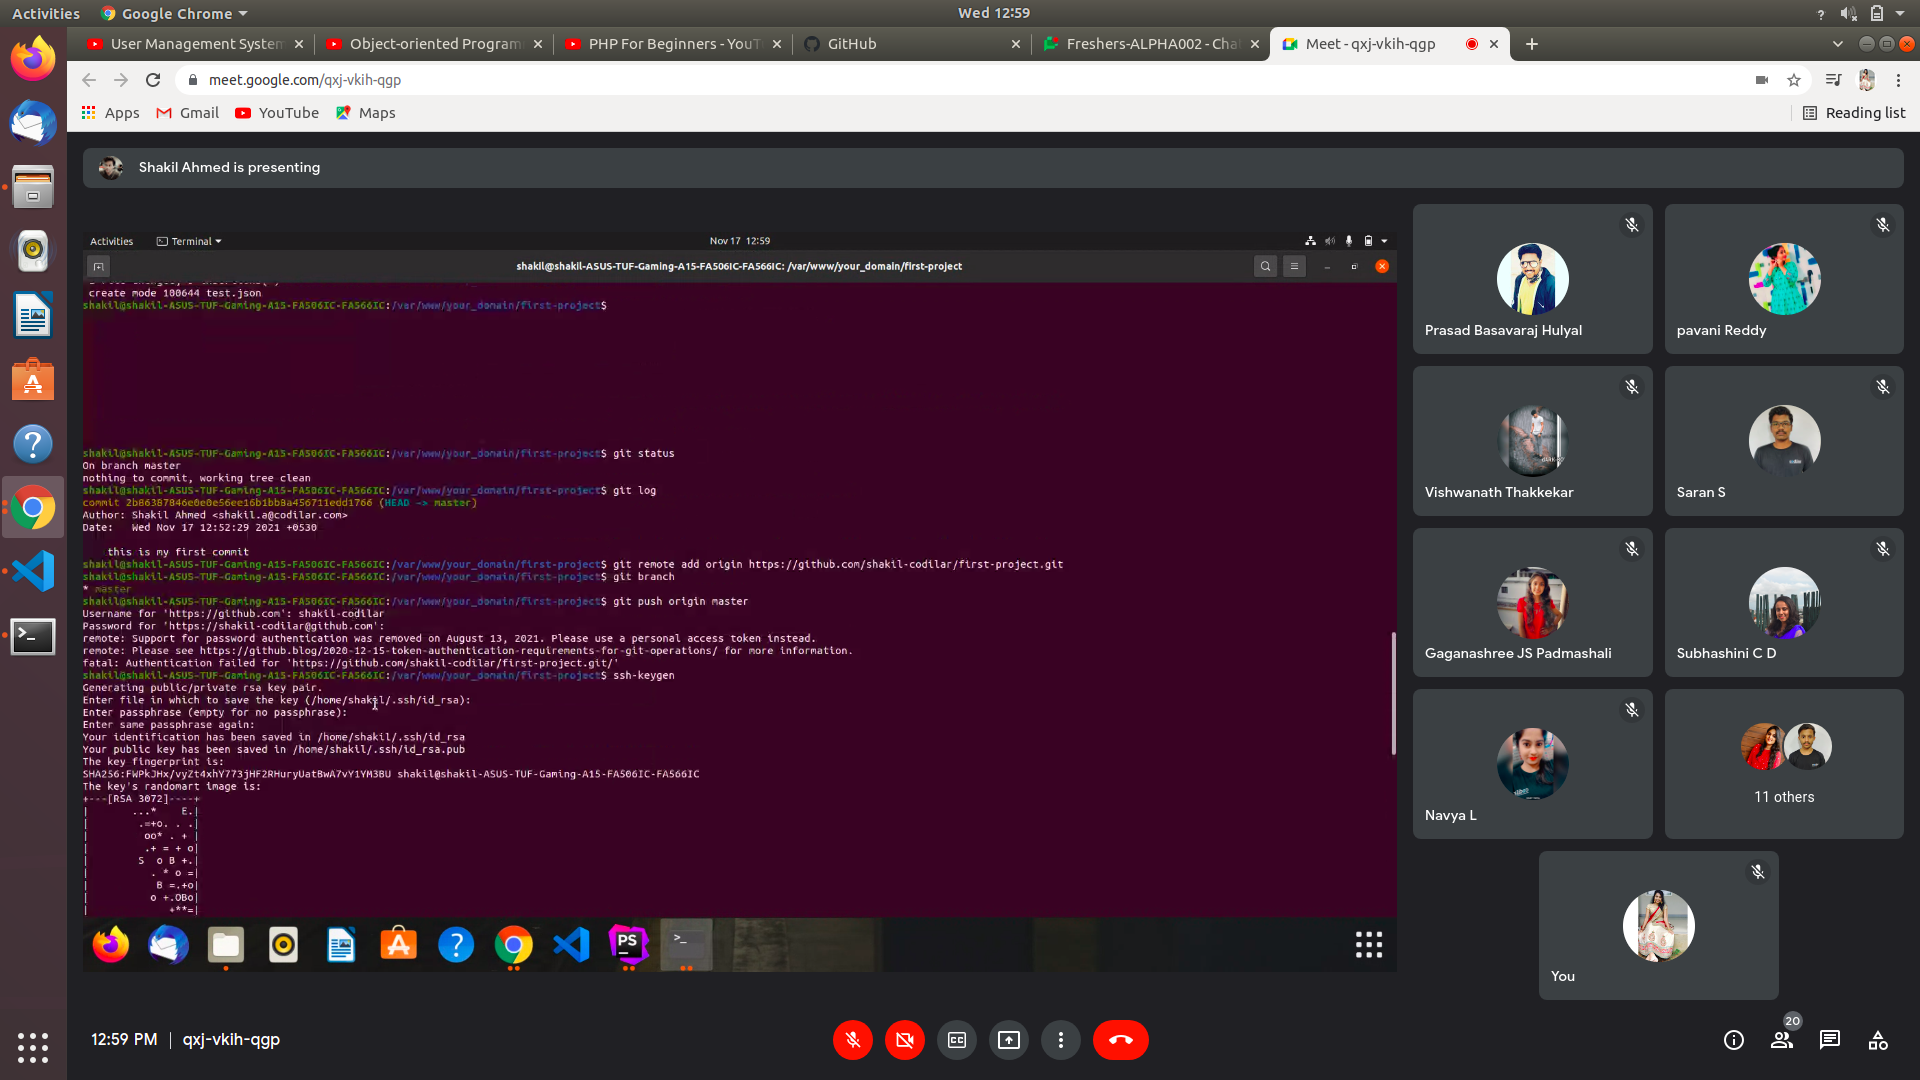 Activities
Google Chrome
Wed 12:59
User Management System
Object-oriented Program
PHP For Beginners - YouT
GitHub
Freshers-ALPHA002 - Cha
Meet - qxj-vkih-qgp
meet.google.com/qxj-vkih-qgp
Apps
Gmail
YouTube
Maps
Reading list
Shakil Ahmed is presenting
Activities
Terminal
Nov 17 12:59
shakil@shakil-ASUS-TUF-Gaming-A15-FA506IC-FA566IC: /var/www/your_domain/first-project
create mode 100644 test.json
shakil@shakil-ASUS-TUF-Gaming-A15-FA506IC-FA566IC:/var/www/your_domain/first-project$
shakil@shakil-ASUS-TUF-Gaming-A15-FA506IC-FA566IC:/var/www/your_domain/first-project$ git status
On branch master
nothing to commit, working tree clean
shakil@shakil-ASUS-TUF-Gaming-A15-FA506IC-FA566IC:/var/www/your_domain/first-project$ git log
commit 2b86387846e0e0e56ee16b1bb8a456711edd1766 (HEAD -> master)
Author: Shakil Ahmed <shakil.a@codilar.com>
Date: Wed Nov 17 12:52:29 2021 +0530
this is my first commit
shakil@shakil-ASUS-TUF-Gaming-A15-FA506IC-FA566IC:/var/www/your_domain/first-project$ git remote add origin https://github.com/shakil-codilar/first-project.git
shakil@shakil-ASUS-TUF-Gaming-A15-FA506IC-FA566IC:/var/www/your_domain/first-project$ git branch
* master
shakil@shakil-ASUS-TUF-Gaming-A15-FA506IC-FA566IC:/var/www/your_domain/first-project$ git push origin master
Username for 'https://github.com': shakil-codilar
Password for 'https://shakil-codilar@github.com':
remote: Support for password authentication was removed on August 13, 2021. Please use a personal access token instead.
remote: Please see https://github.blog/2020-12-15-token-authentication-requirements-for-git-operations/ for more information.
fatal: Authentication failed for 'https://github.com/shakil-codilar/first-project.git/'
shakil@shakil-ASUS-TUF-Gaming-A15-FA506IC-FA566IC:/var/www/your_domain/first-project$ ssh-keygen
Generating public/private rsa key pair.
Enter file in which to save the key (/home/shakil/.ssh/id_rsa):
Enter passphrase (empty for no passphrase):
Enter same passphrase again:
Your identification has been saved in /home/shakil/.ssh/id_rsa
Your public key has been saved in /home/shakil/.ssh/id_rsa.pub
The key fingerprint is:
SHA256:FWPkJHx/vyZt4xhY773jHF2RHuryUatBwA7vY1YM3BU shakil@shakil-ASUS-TUF-Gaming-A15-FA506IC-FA566IC
The key's randomart image is:
+---[RSA 3072]----+
| ...* E.|
| .=+o. . .|
| oo* . + |
| .+ = + o|
| S o B +.|
| . * o =|
| B =.+o|
| o +.OBo|
| +**=|
PS
Prasad Basavaraj Hulyal
pavani Reddy
Vishwanath Thakkekar
Saran S
Gaganashree JS Padmashali
Subhashini C D
Navya L
11 others
You
12:59 PM | qxj-vkih-qgp
20